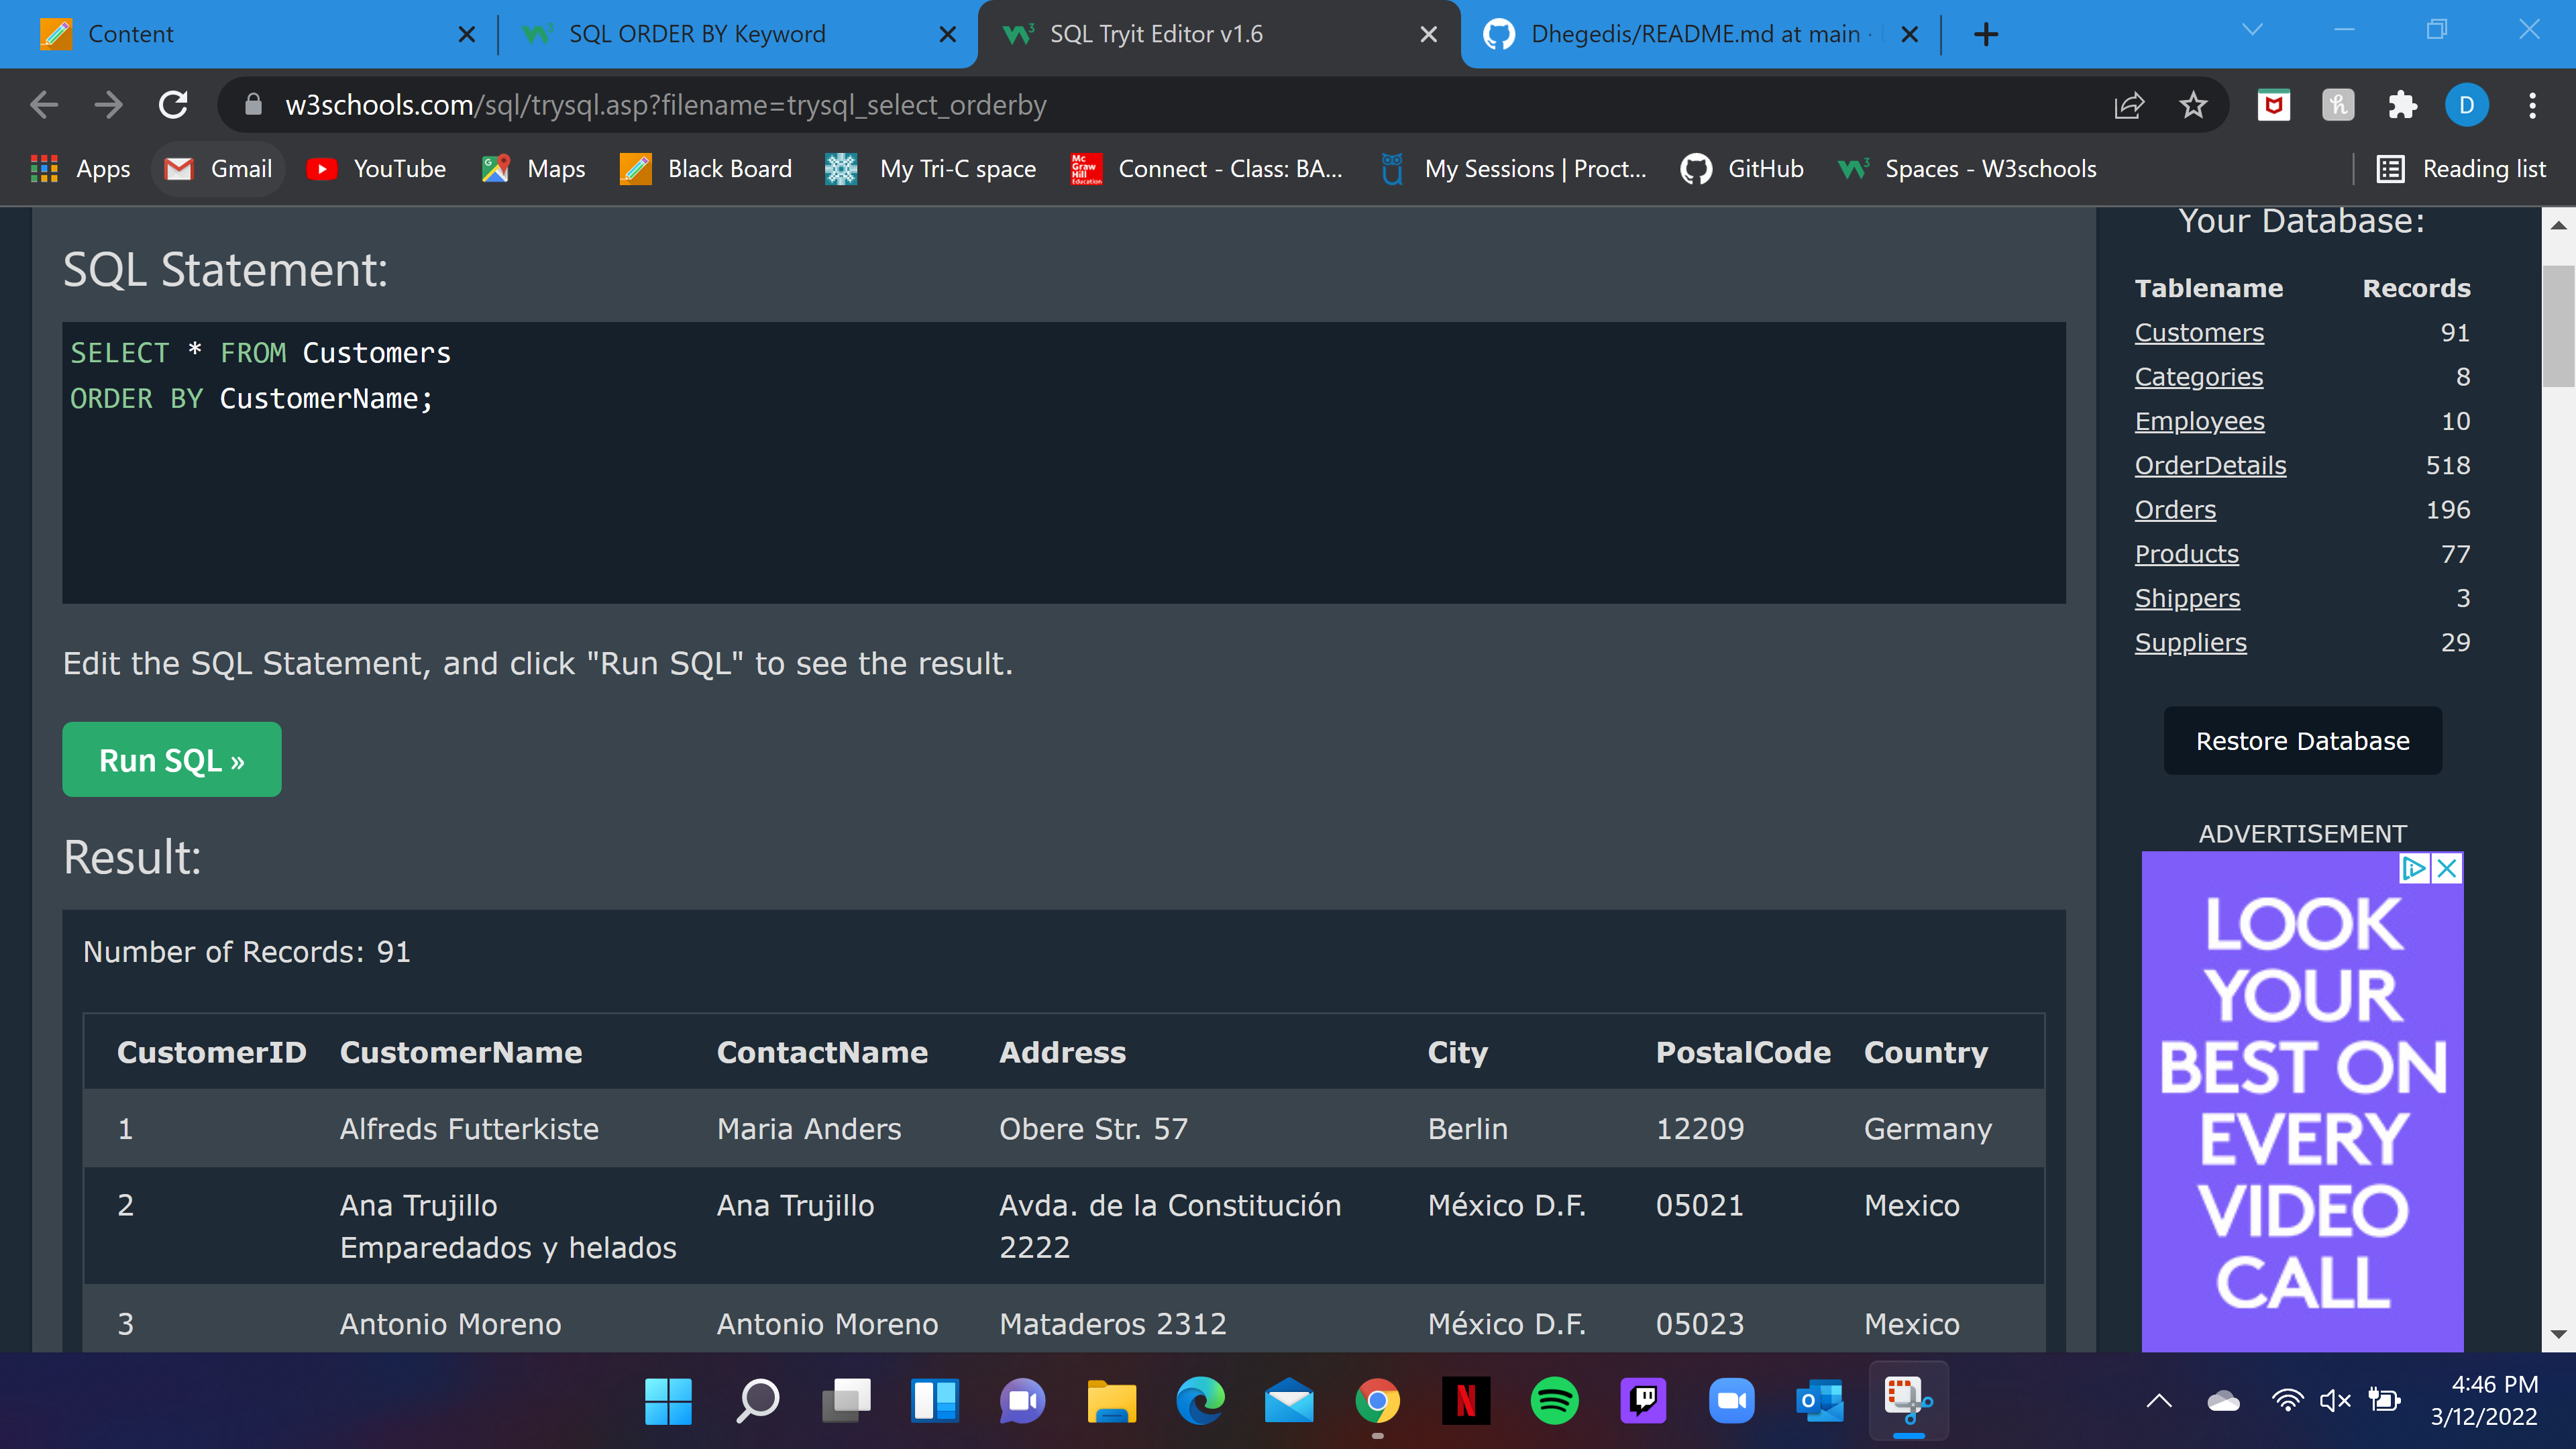 Content
SQL ORDER BY Keyword
SQL Tryit Editor v1.6
Dhegedis/README.md at main ·
w3schools.com/sql/trysql.asp?filename=trysql_select_orderby
D
Apps
Gmail
YouTube
Maps
Black Board
My Tri-C space
Connect - Class: BA...
My Sessions | Proct...
GitHub
Spaces - W3schools
Reading list
SQL Statement:
SELECT * FROM Customers
ORDER BY CustomerName;
Edit the SQL Statement, and click "Run SQL" to see the result.
Run SQL »
Result:
Number of Records: 91
CustomerID CustomerName ContactName Address City PostalCode Country
1 Alfreds Futterkiste Maria Anders Obere Str. 57 Berlin 12209 Germany
2 Ana Trujillo Ana Trujillo Avda. de la Constitución México D.F. 05021 Mexico
Emparedados y helados 2222
3 Antonio Moreno Antonio Moreno Mataderos 2312 México D.F. 05023 Mexico
Your Database:
Tablename Records
Customers 91
Categories 8
Employees 10
OrderDetails 518
Orders 196
Products 77
Shippers 3
Suppliers 29
Restore Database
ADVERTISEMENT
LOOK
YOUR
BEST ON
EVERY
VIDEO
CALL
4:46 PM
3/12/2022